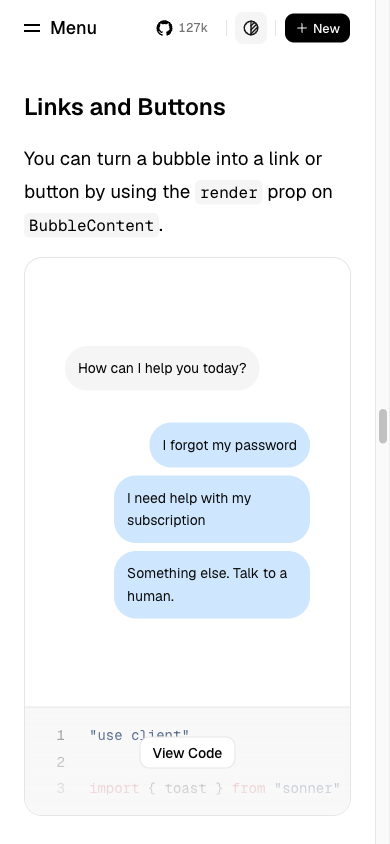 Menu
127k
+ New
Links and Buttons
You can turn a bubble into a link or
button by using the render prop on
BubbleContent.
How can I help you today?
I forgot my password
I need help with my
subscription
Something else. Talk to a
human.
1 "use client"
View Code
2
3 import { toast } from "sonner"